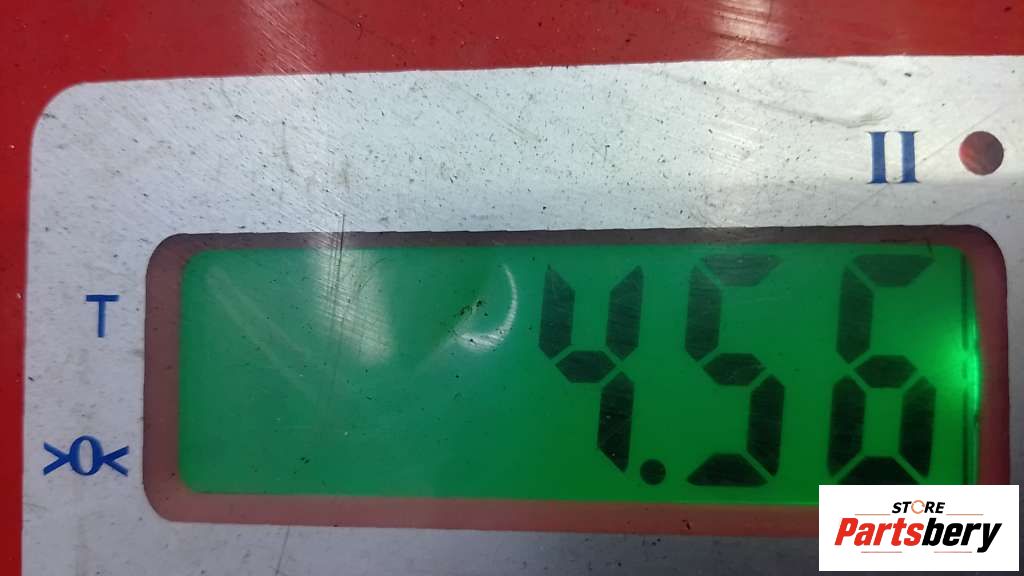 II
T
4.56
>0<
STORE
Partsbery